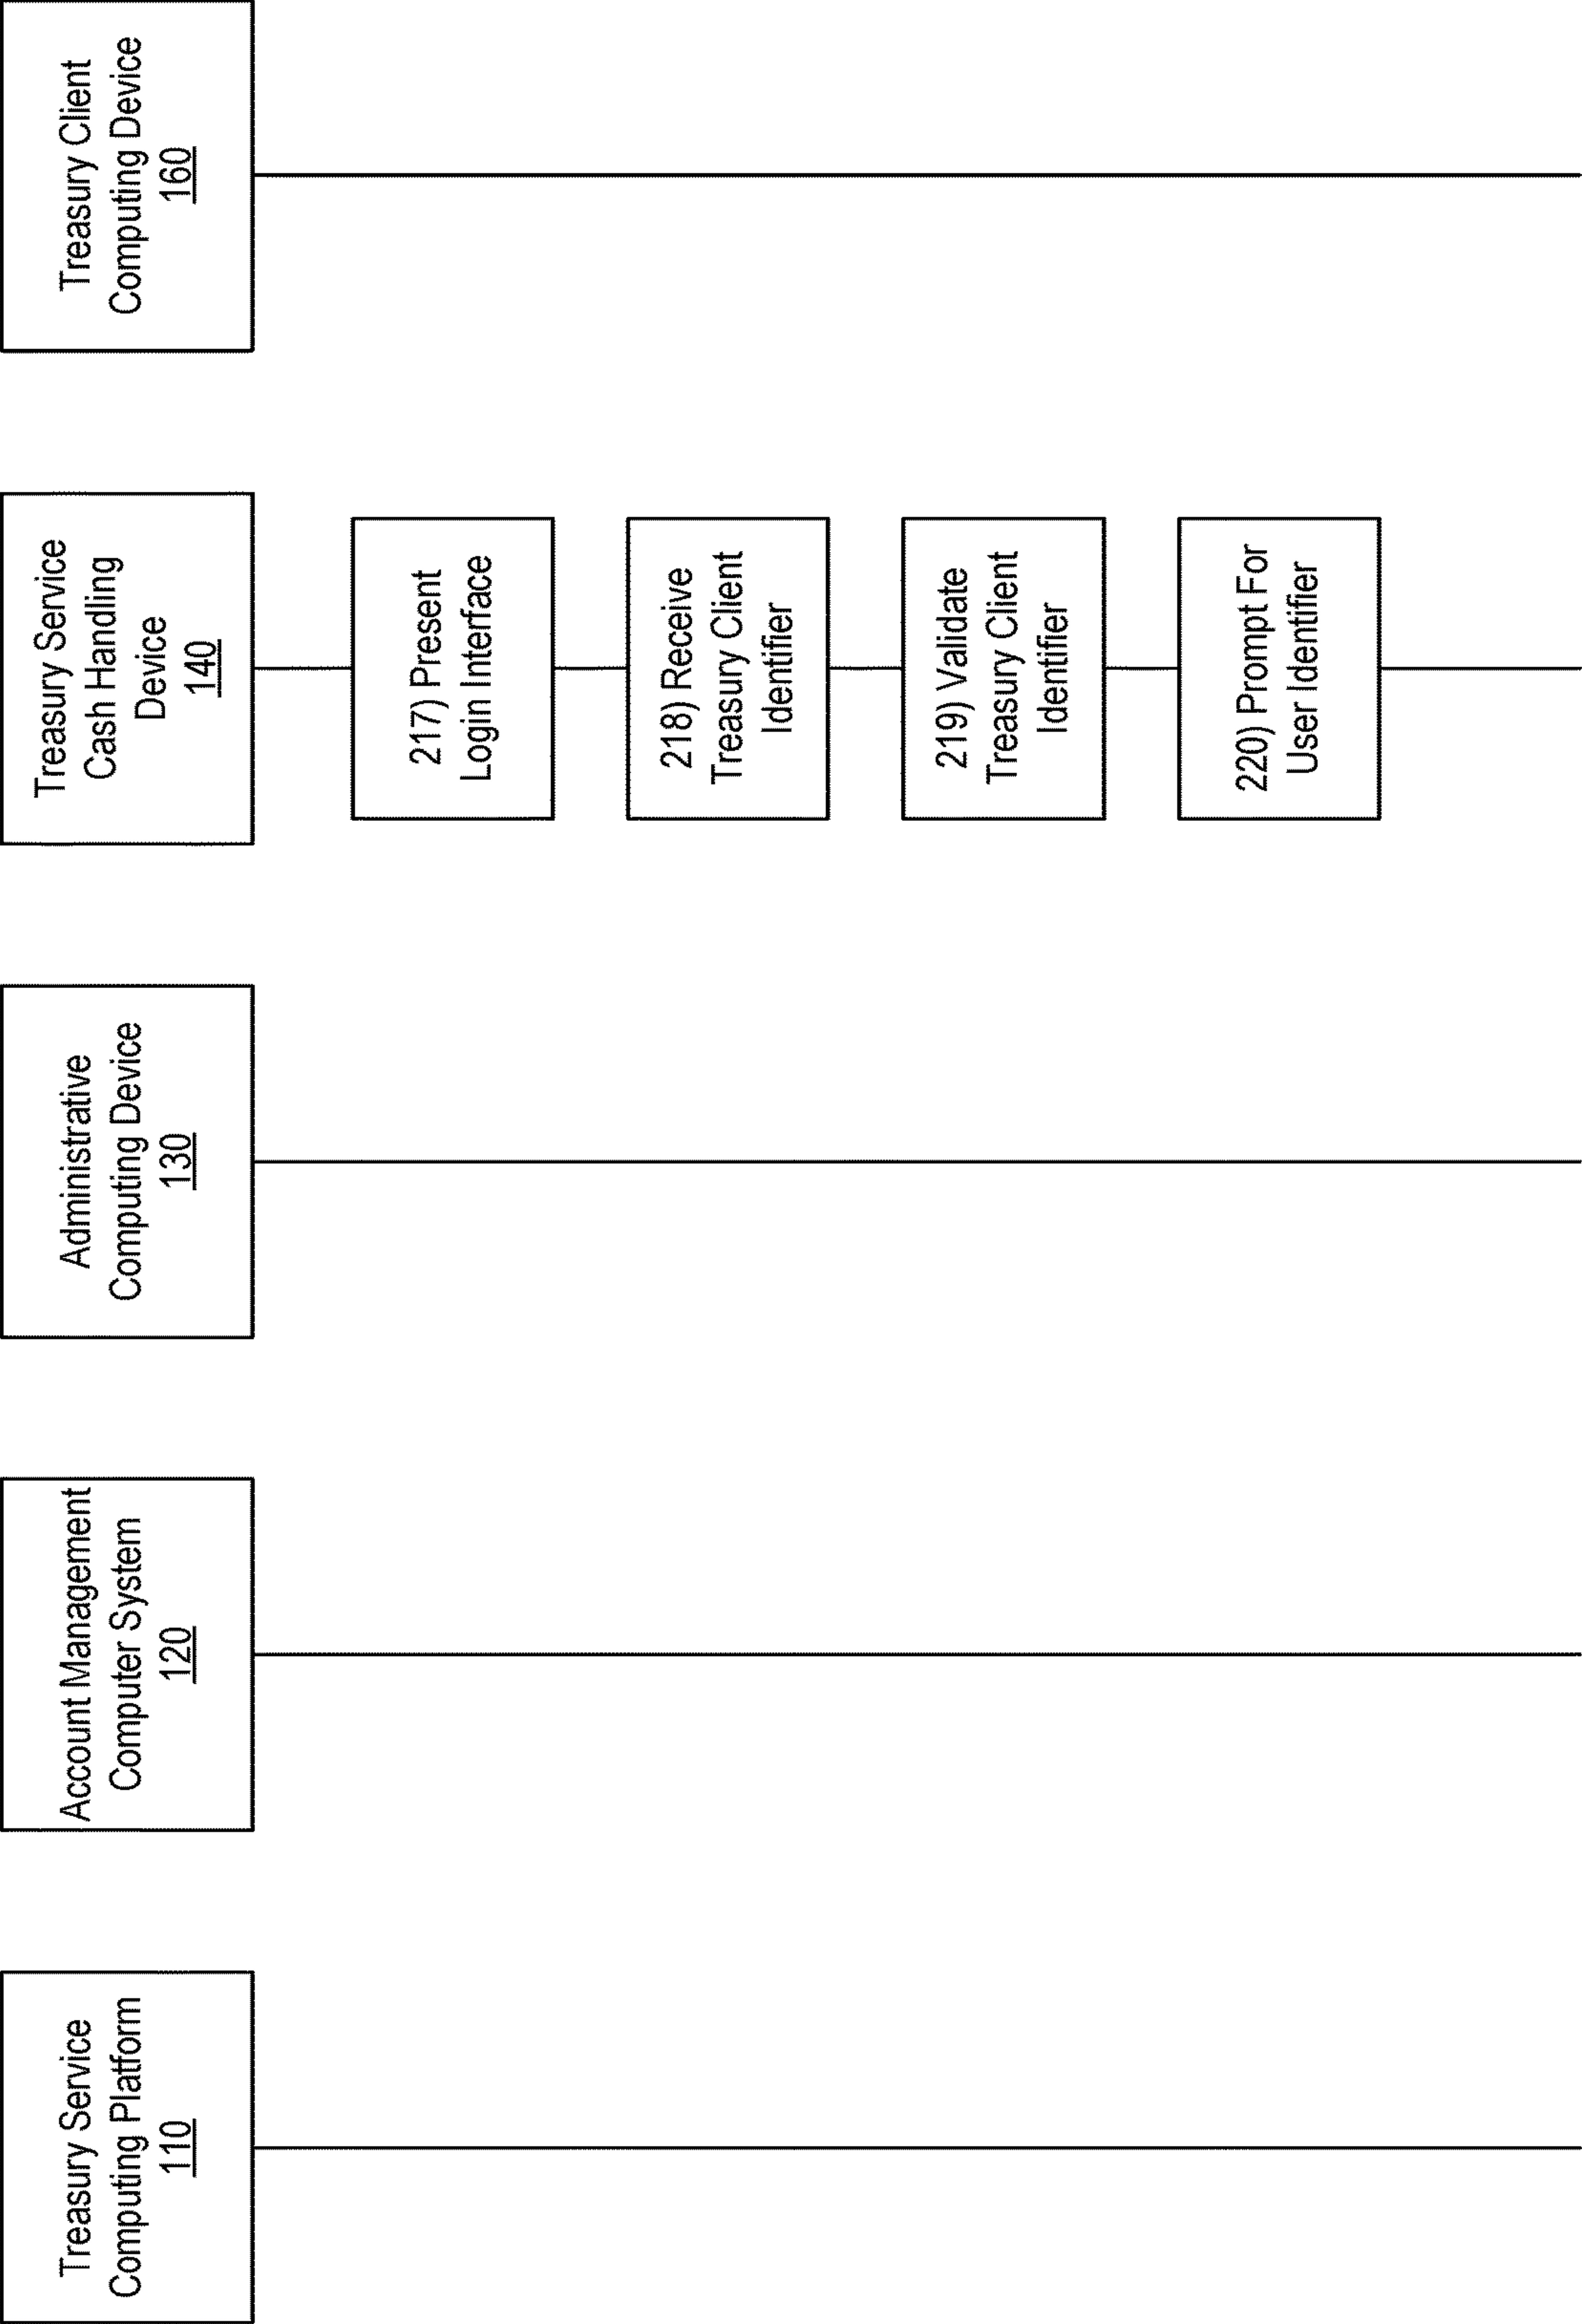 Treasury Service
Computing Platform
110
Account Management
Computer System
120
Administrative
Computing Device
130
Treasury Service
Cash Handling
Device
140
Treasury Client
Computing Device
160
217) Present
Login Interface
218) Receive
Treasury Client
Identifier
219) Validate
Treasury Client
Identifier
220) Prompt For
User Identifier